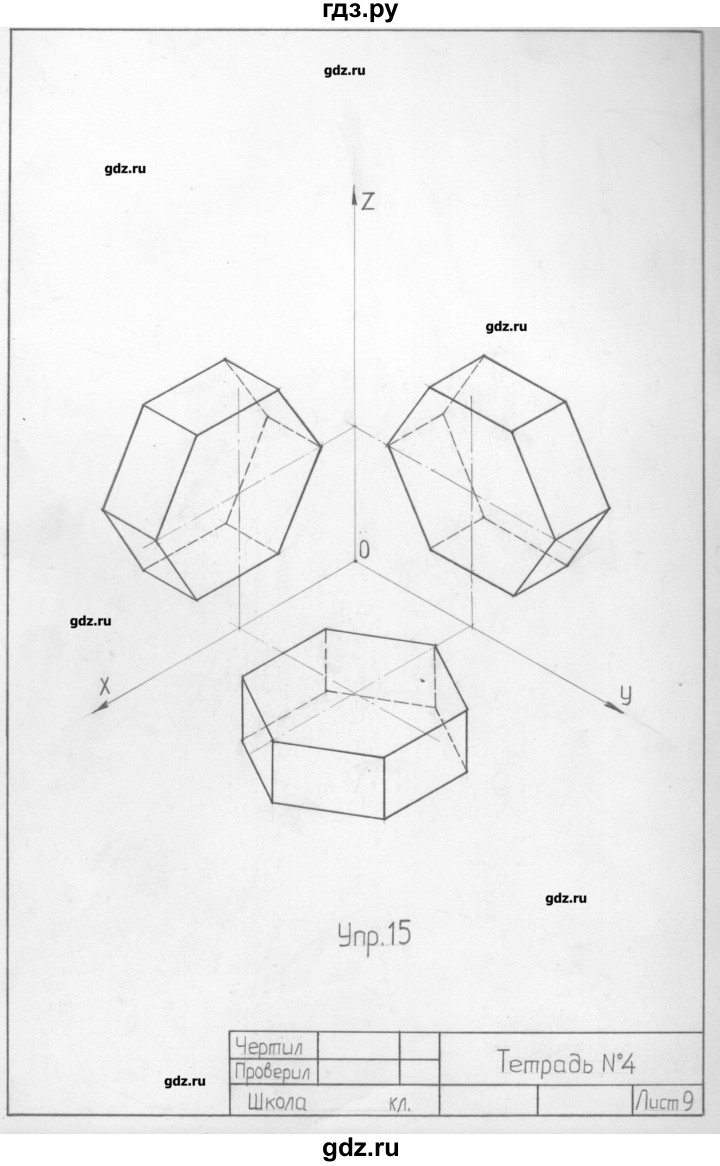 гдз.ру
gdz.ru
gdz.ru
Z
gdz.ru
O
gdz.ru
X
y
gdz.ru
Упр.15
Чертил
Проверил
Тетрадь №4
gdz.ru
Школа кл.
Лист 9
gdz.ru